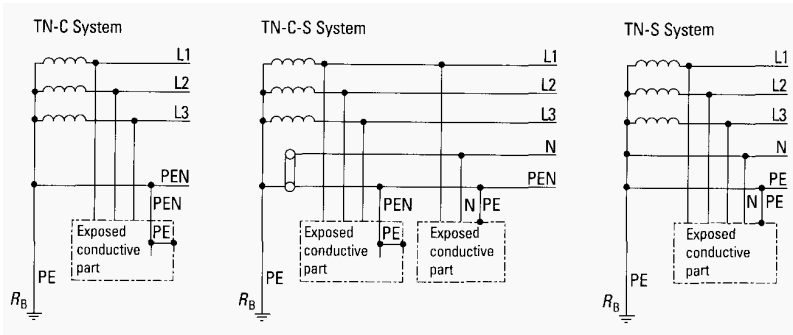 TN-C System
L1
L2
L3
PEN
PEN
PE
Exposed
conductive
part
PE
RB
TN-C-S System
L1
L2
L3
N
PEN
PEN
N
PE
PE
Exposed
conductive
part
Exposed
conductive
part
PE
RB
TN-S System
L1
L2
L3
N
PE
N
PE
Exposed
conductive
part
PE
RB